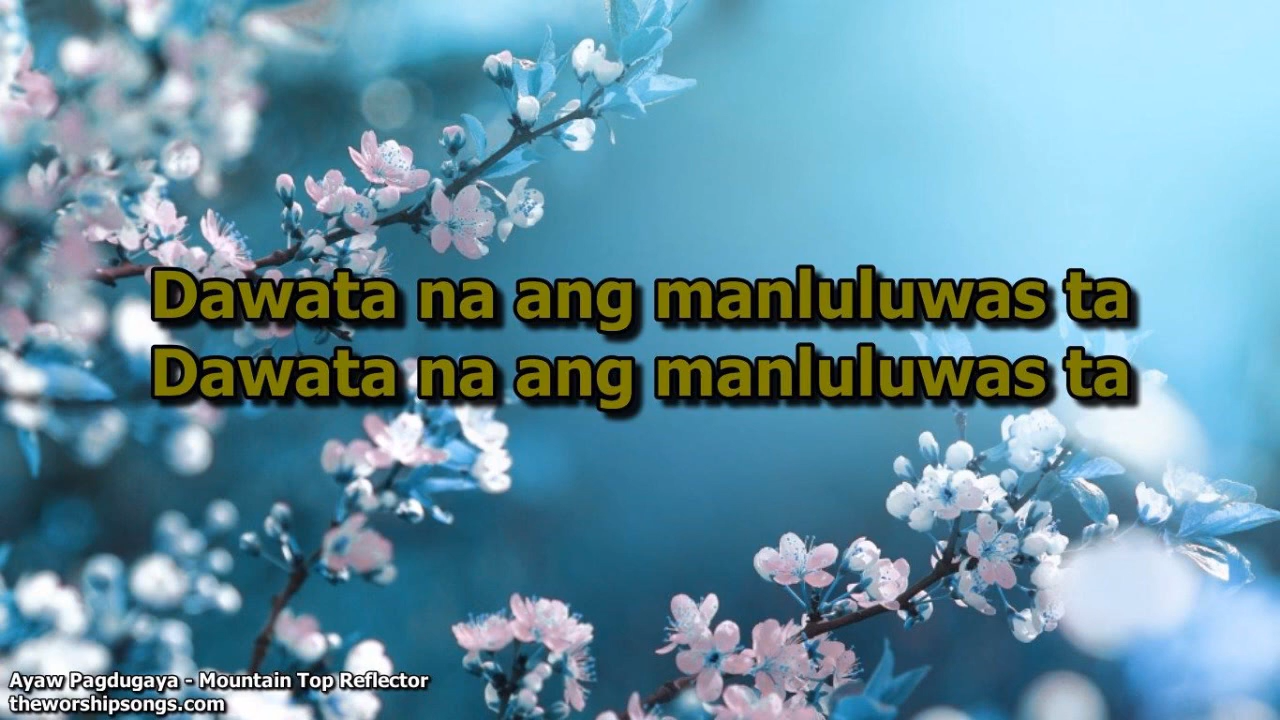 Dawata na ang manluluwas ta
Dawata na ang manluluwas ta
Ayaw Pagdugaya - Mountain Top Reflector
theworshipsongs.com